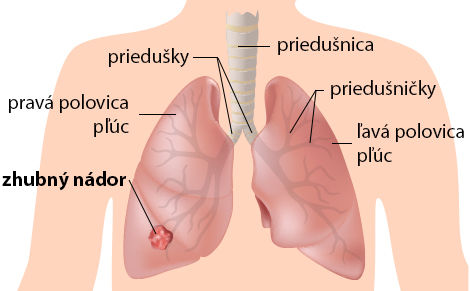 priedušnica
priedušky
priedušničky
pravá polovica
pľúc
ľavá polovica
pľúc
zhubný nádor